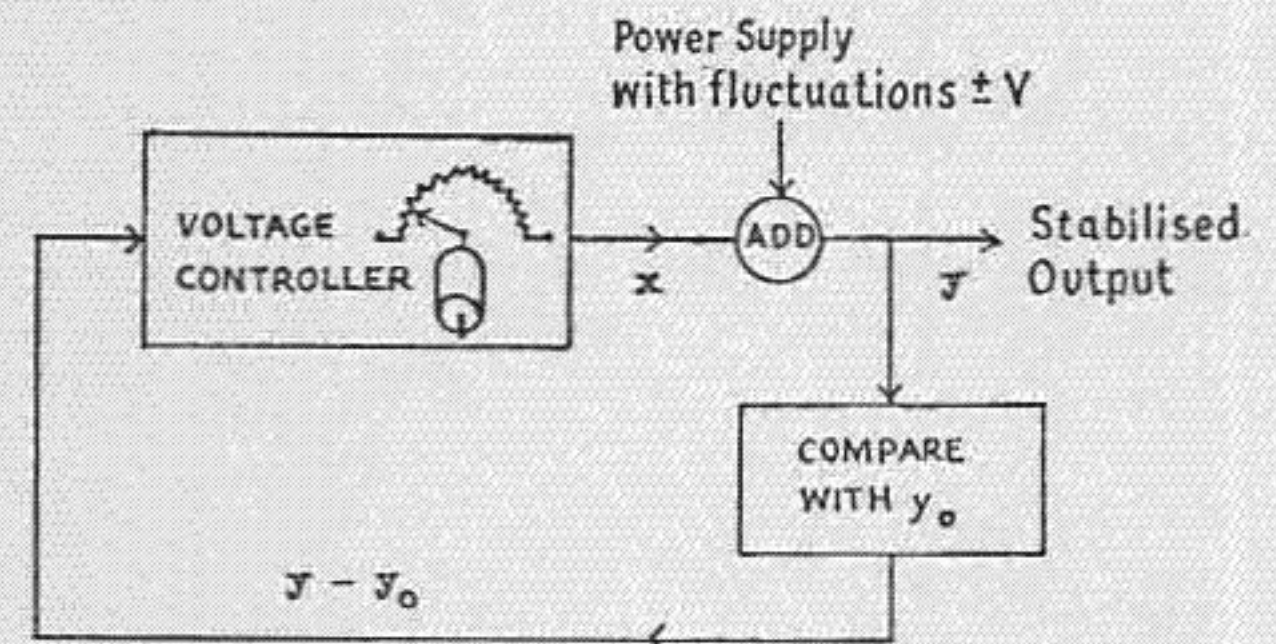 Power Supply
with fluctuations ± V
VOLTAGE
CONTROLLER
x
ADD
y
Stabilised
Output
COMPARE
WITH y₀
y - y₀